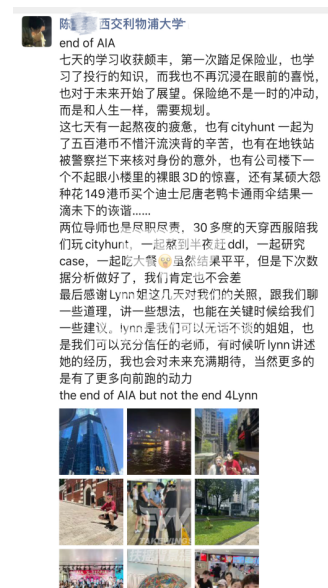 陈 西交利物浦大学
end of AIA
七天的学习收获颇丰，第一次踏足保险业，也学
习了投行的知识，而我也不再沉浸在眼前的喜悦，
也对于未来开始了展望。保险绝不是一时的冲动，
而是和人生一样，需要规划。
这七天有一起熬夜的疲惫，也有cityhunt 一起为
了五百港币不惜汗流浃背的辛苦，有在地铁站
被警察拦下来核对身份的意外，也有公司楼下一
个不起眼小楼里的裸眼3D的惊喜，还有某硕大怨
种花149港币买个迪士尼唐老鸭卡通雨伞结果一
滴未下的诙谐……
两位导师也是尽职尽责，30多度的天穿西服陪我
们玩cityhunt，一起熬到半夜赶ddl，一起研究
case，一起吃大餐虽然结果平平，但是下次数
据分析做好了，我们肯定也不会差
最后感谢Lynn姐这几天对我们的关照，跟我们聊
一些道理，讲一些想法，也能在关键时候给我们
一些建议。lynn是我们可以无话不谈的姐姐，也
是我们可以充分信任的老师，有时候听lynn讲述
她的经历，我也会对未来充满期待，当然更多的
是有了更多向前跑的动力
the end of AIA but not the end 4Lynn
AIA